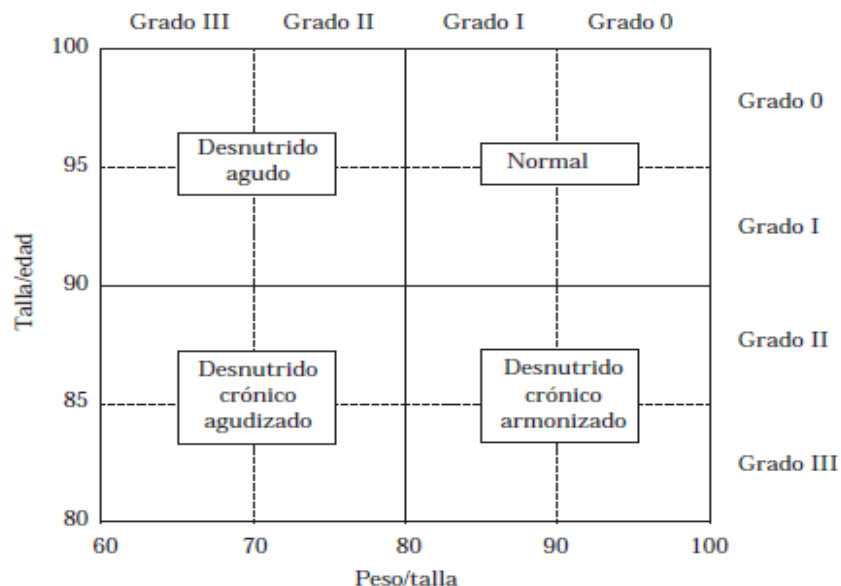 Grado III Grado II Grado I Grado 0
100
Grado 0
Desnutrido
agudo
Normal
95
Grado I
Talla/edad
90
Grado II
Desnutrido
crónico
agudizado
Desnutrido
crónico
armonizado
85
Grado III
80
60 70 80 90 100
Peso/talla